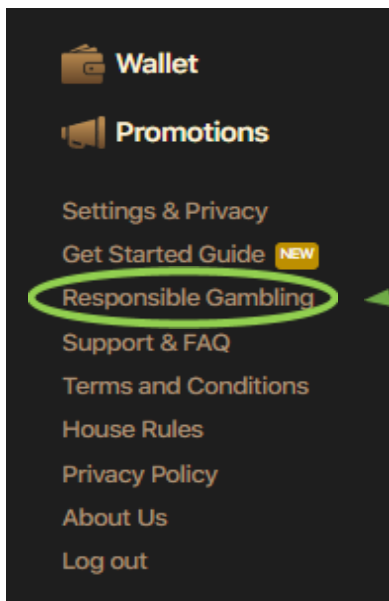 Wallet
Promotions
Settings & Privacy
Get Started Guide NEW
Responsible Gambling
Support & FAQ
Terms and Conditions
House Rules
Privacy Policy
About Us
Log out